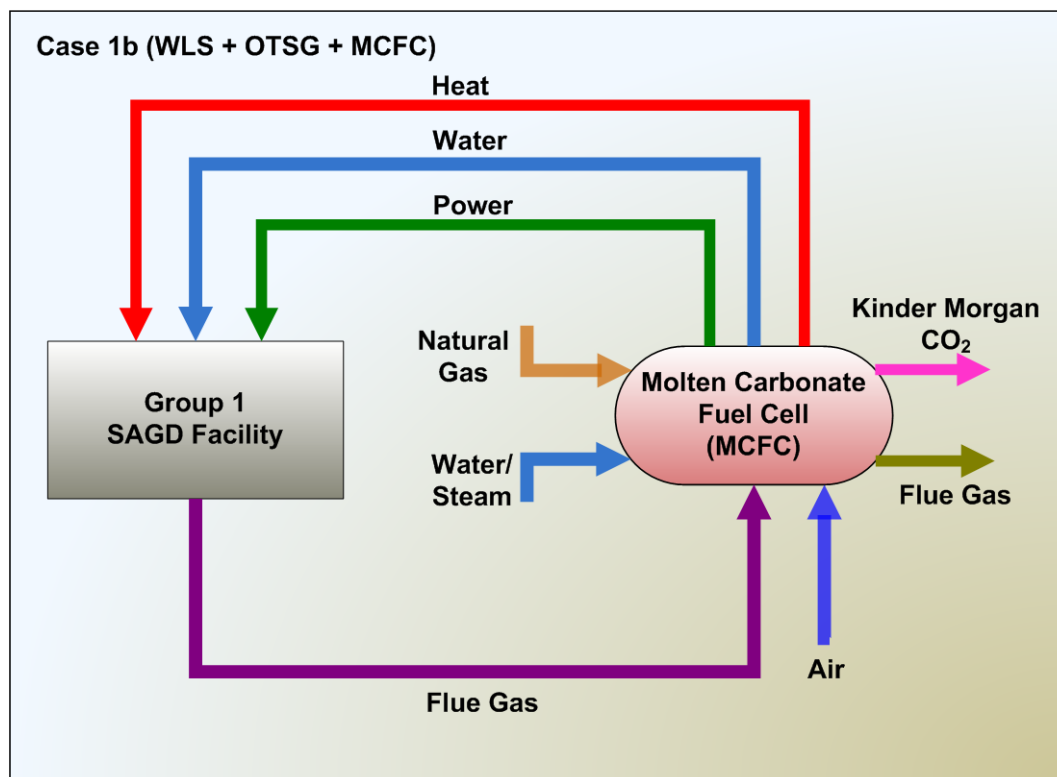 Case 1b (WLS + OTSG + MCFC)
Heat
Water
Power
Kinder Morgan
CO₂
Natural
Gas
Molten Carbonate
Fuel Cell
(MCFC)
Group 1
SAGD Facility
Water/
Steam
Flue Gas
Air
Flue Gas